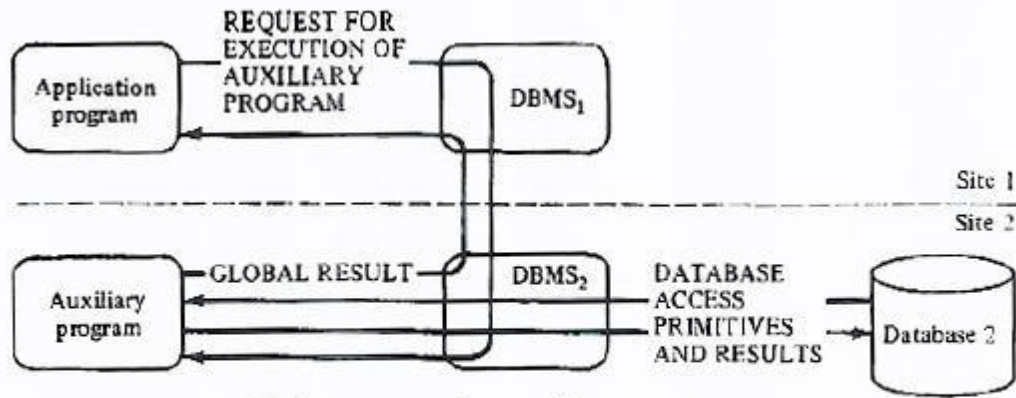 REQUEST FOR
EXECUTION OF
AUXILIARY
PROGRAM
Application
program
DBMS1
Site 1
Site 2
GLOBAL RESULT
DBMS2
DATABASE
ACCESS
PRIMITIVES
AND RESULTS
Auxiliary
program
Database 2